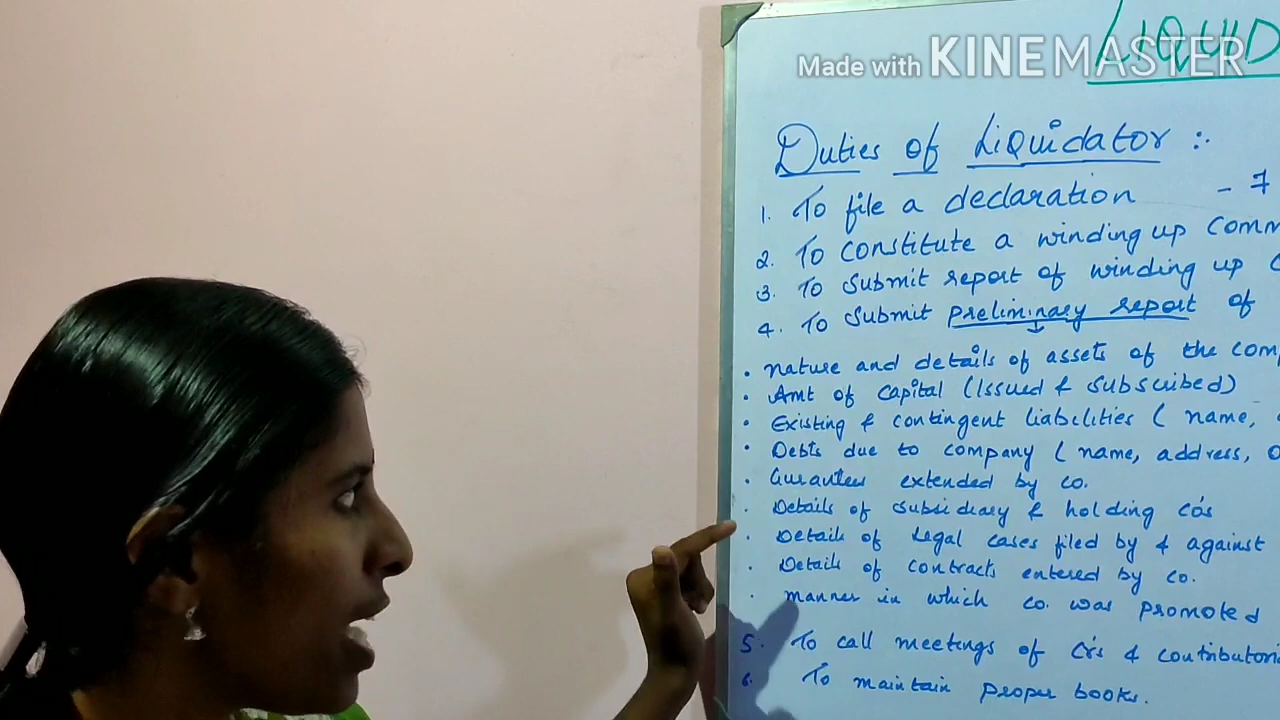 LIQUID
Made with KINEMASTER
Duties of Liquidator :-
1. To file a declaration - 7
2. To constitute a winding up comm
3. To submit report of winding up
4. To submit preliminary report of
• Nature and details of assets of the comp
• Amt of capital (Issued & subscribed)
• Existing & contingent liabilities ( name,
• Debts due to company ( name, address, o
• Gurantees extended by co.
• Details of subsidiary & holding co's
• Details of legal cases filed by & against
• Details of contracts entered by co.
• manner in which co. was promoted
5. To call meetings of Crs & contributori
6. To maintain proper books.